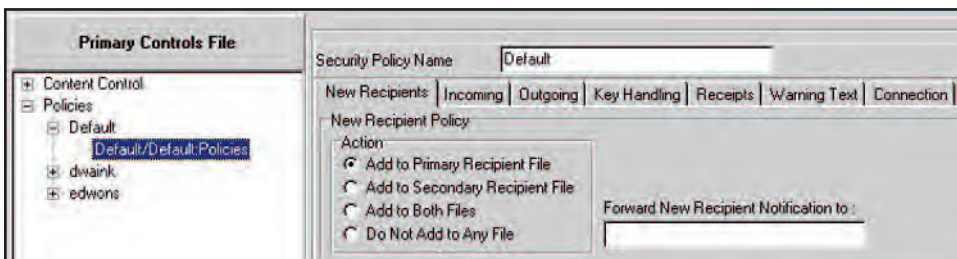 Primary Controls File
Content Control
Policies
Default
Default/Default:Policies
dwaink
edwons
Security Policy Name Default
New Recipients Incoming Outgoing Key Handling Receipts Warning Text Connection
New Recipient Policy
Action
Add to Primary Recipient File
Add to Secondary Recipient File
Add to Both Files
Do Not Add to Any File
Forward New Recipient Notification to :